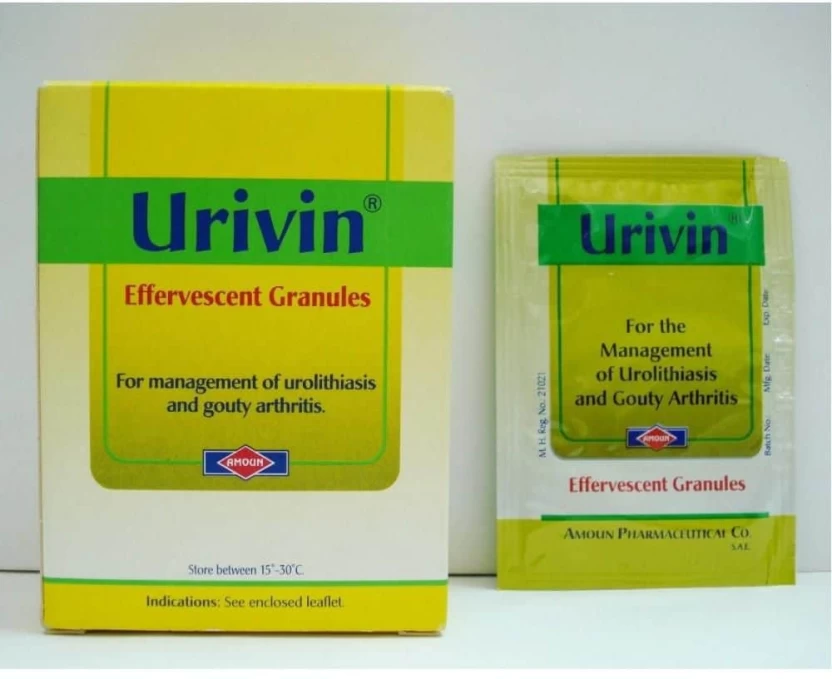 Urivin®
Effervescent Granules
For management of urolithiasis
and gouty arthritis.
AMOUN
Store between 15°-30°C.
Indications: See enclosed leaflet.
Urivin®
For the
Management
of Urolithiasis
and Gouty Arthritis
AMOUN
Effervescent Granules
AMOUN PHARMACEUTICAL CO.
S.A.E.
M. H. Reg. No.: 21021
Batch No.: Mfg. Date: Exp. Date: